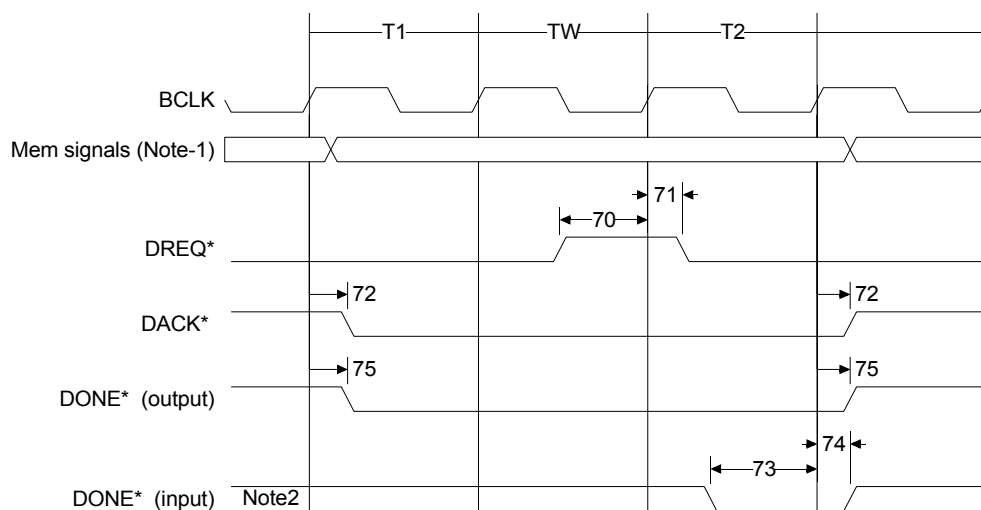 T1 TW T2
BCLK
Mem signals (Note-1)
71
70
DREQ*
72 72
DACK*
75 75
DONE* (output)
74
73
DONE* (input) Note2